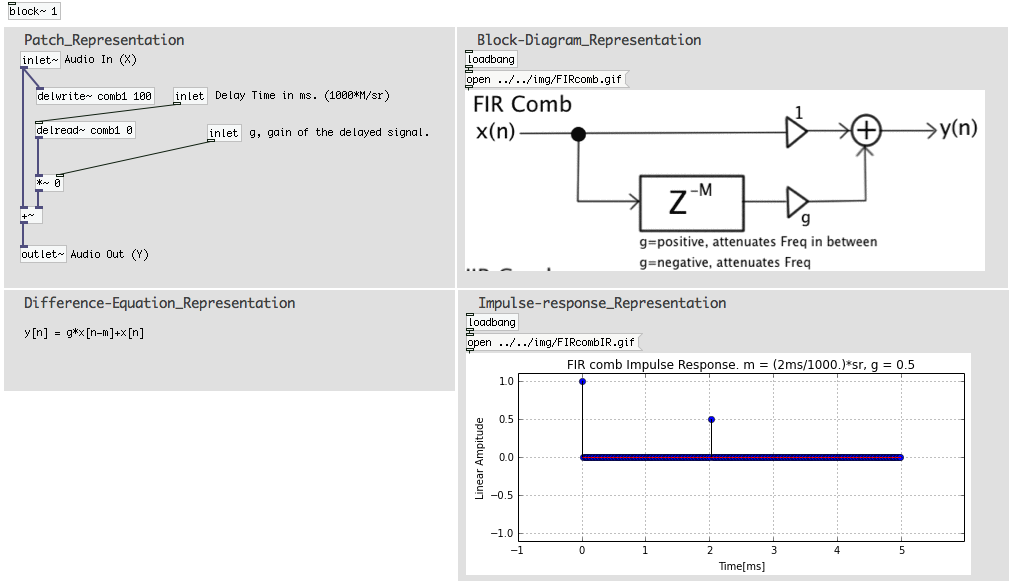 block~ 1
Patch_Representation
inlet~ Audio In (X)
delwrite~ comb1 100
inlet Delay Time in ms. (1000*M/sr)
delread~ comb1 0
inlet g, gain of the delayed signal.
*~ 0
+~
outlet~ Audio Out (Y)
Block-Diagram_Representation
loadbang
open ../../img/FIRcomb.gif
FIR Comb
x(n)
1
+
y(n)
Z-M
g
g=positive, attenuates Freq in between
g=negative, attenuates Freq
Difference-Equation_Representation
y[n] = g*x[n-m]+x[n]
Impulse-response_Representation
loadbang
open ../../img/FIRcombIR.gif
FIR comb Impulse Response. m = (2ms/1000.)*sr, g = 0.5
Linear Ampitude
1.0
0.5
0.0
−0.5
−1.0
−1 0 1 2 3 4 5
Time[ms]